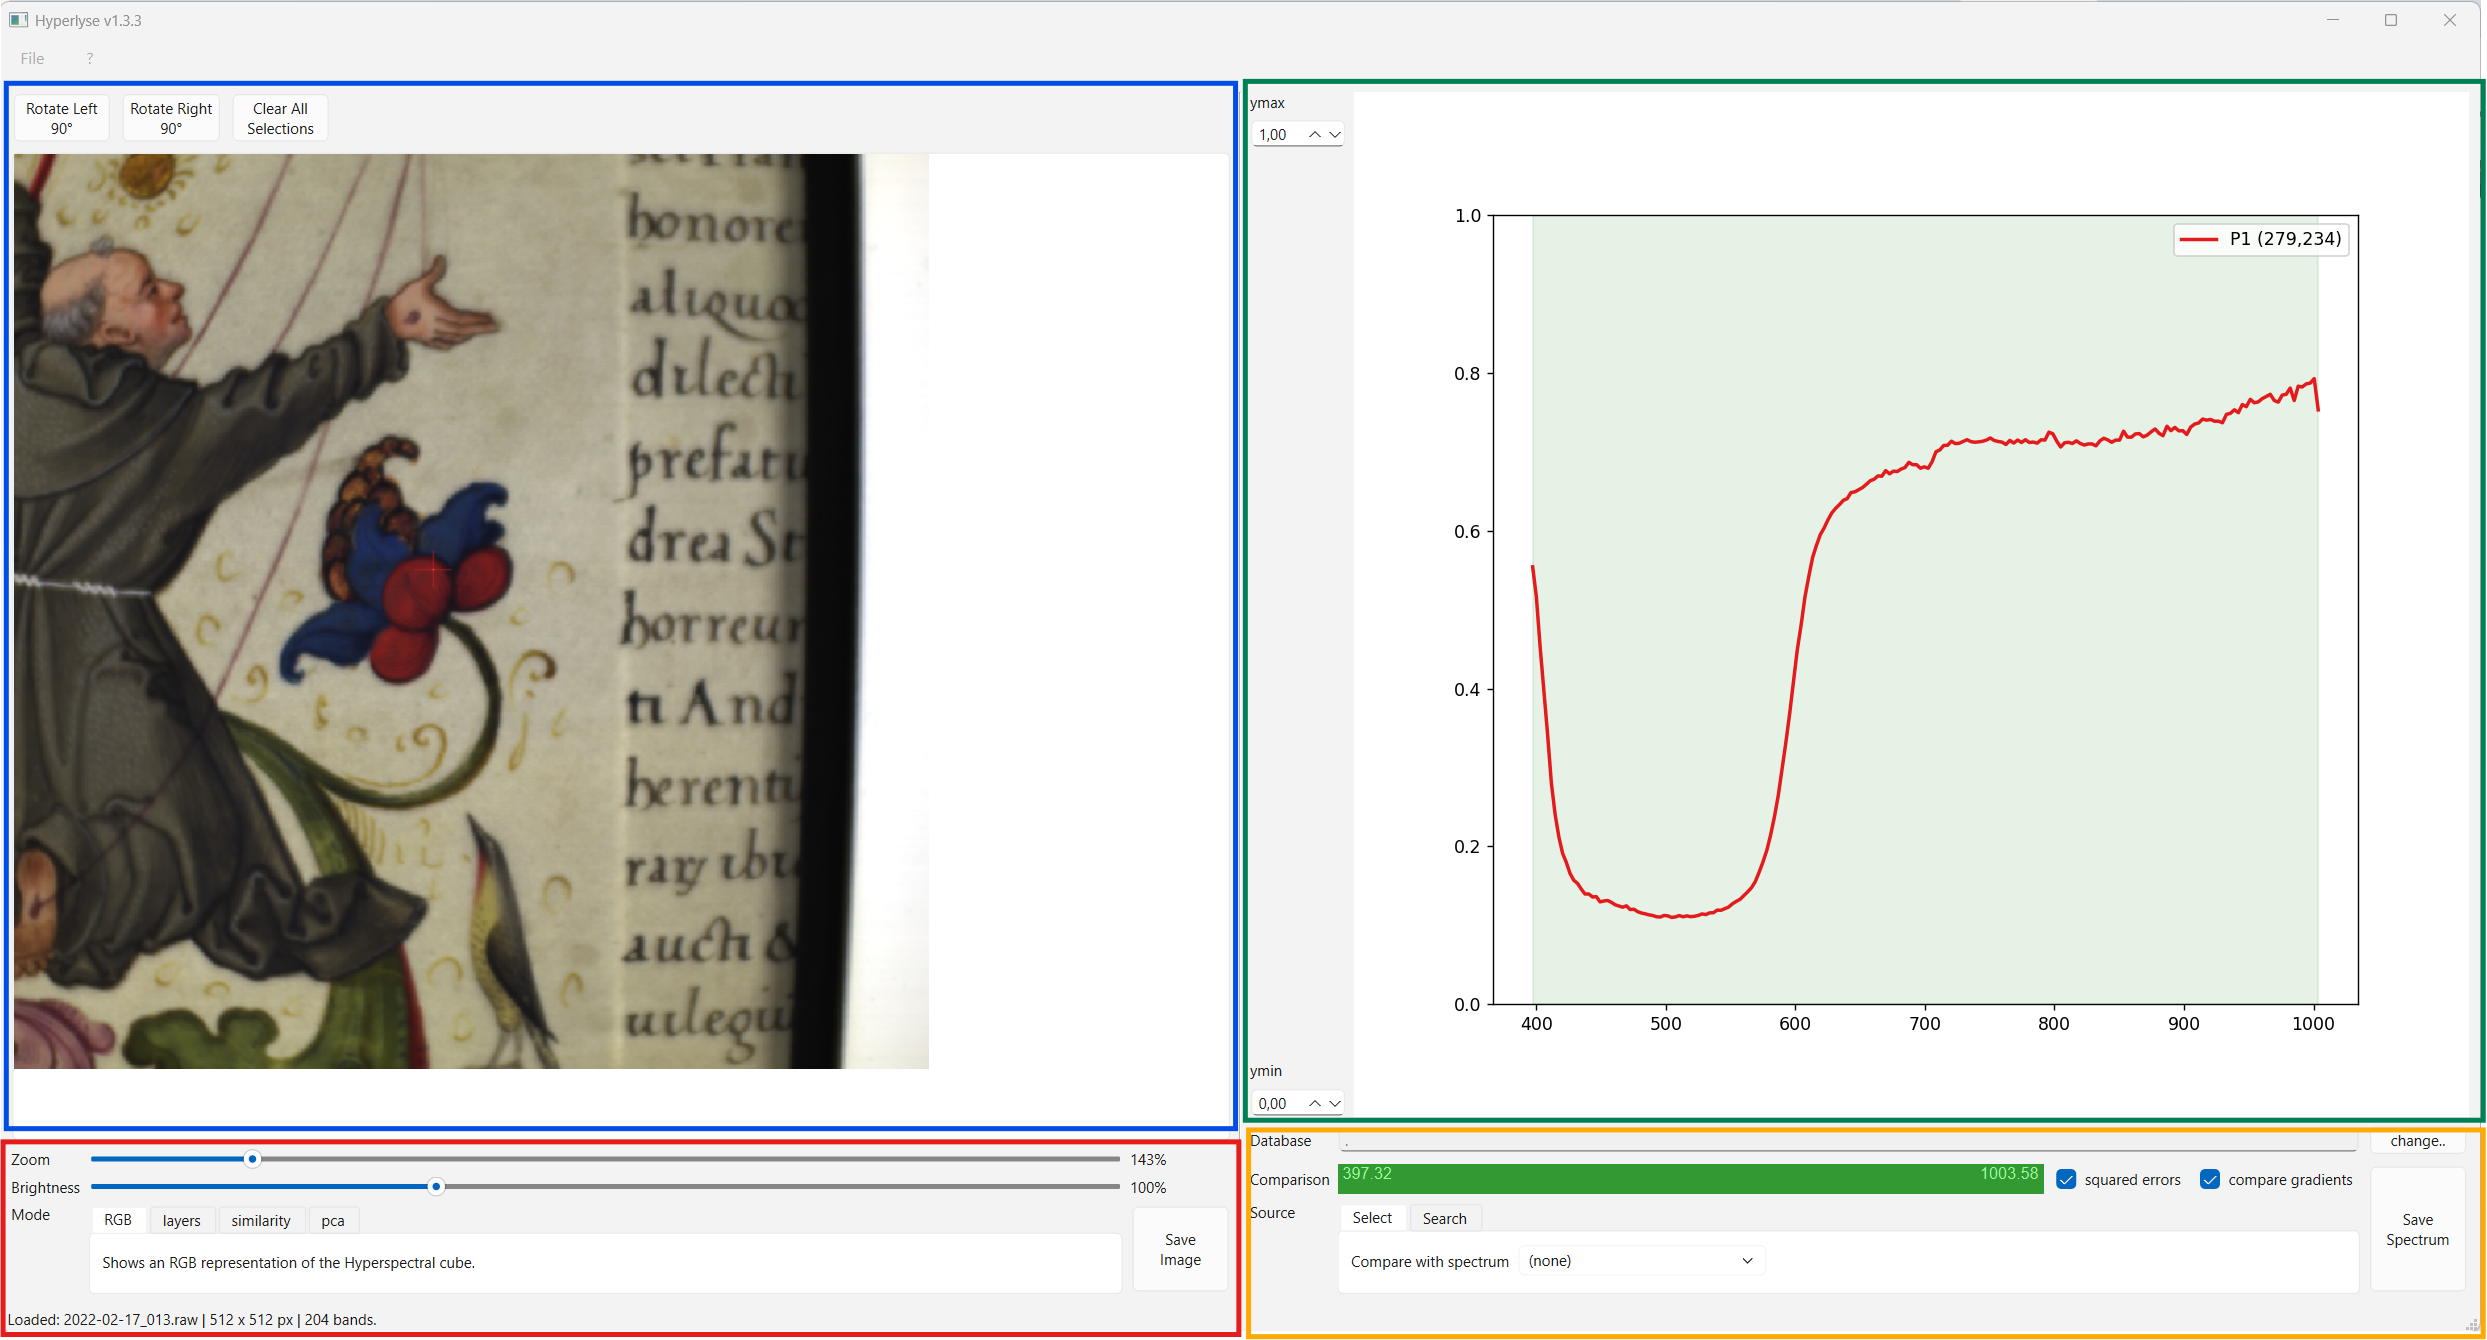 Hyperlyse v1.3.3
File ?
Rotate Left 90°
Rotate Right 90°
Clear All Selections
honore
aliquo
dilecti
prefatu
drea St
horreur
ti And
herenti
ray ibi
aucti &
uilegiu
ymax
1,00
1.0
0.8
0.6
0.4
0.2
0.0
400 500 600 700 800 900 1000
P1 (279,234)
ymin
0,00
Zoom 143%
Brightness 100%
Mode RGB layers similarity pca
Shows an RGB representation of the Hyperspectral cube.
Save Image
Loaded: 2022-02-17_013.raw | 512 x 512 px | 204 bands.
Database . change..
Comparison 397.32 1003.58 squared errors compare gradients
Source Select Search
Compare with spectrum (none)
Save Spectrum